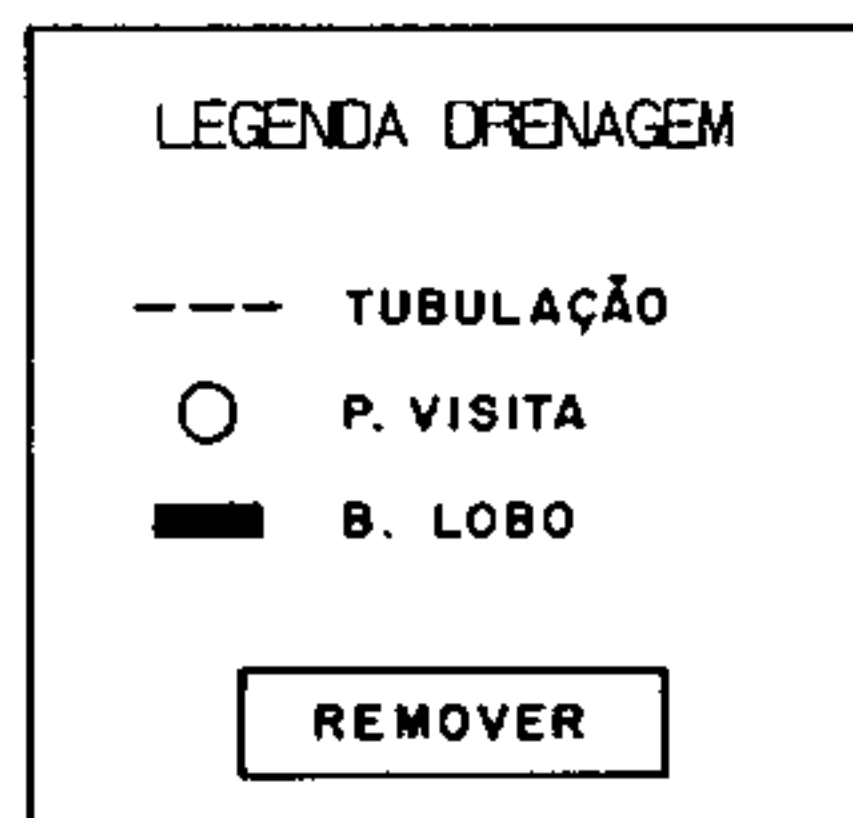 LEGENDA DRENAGEM
TUBULAÇÃO
P. VISITA
B. LOBO
REMOVER